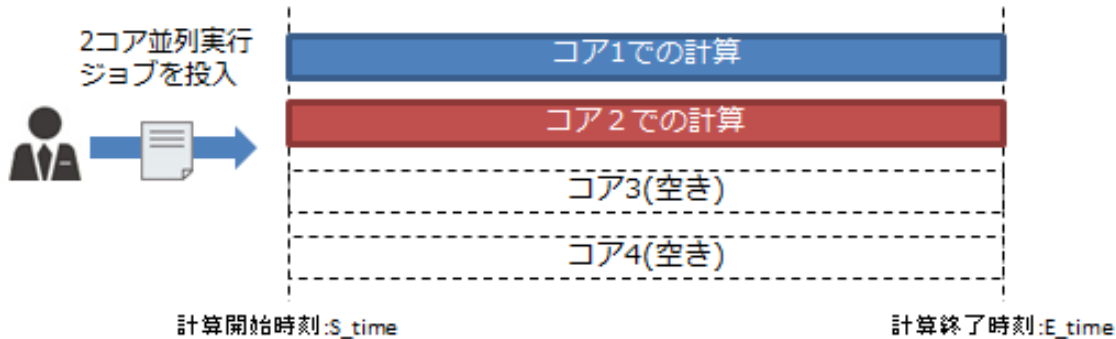 2コア並列実行
ジョブを投入
コア1での計算
コア２での計算
コア3(空き)
コア4(空き)
計算開始時刻:S_time
計算終了時刻:E_time